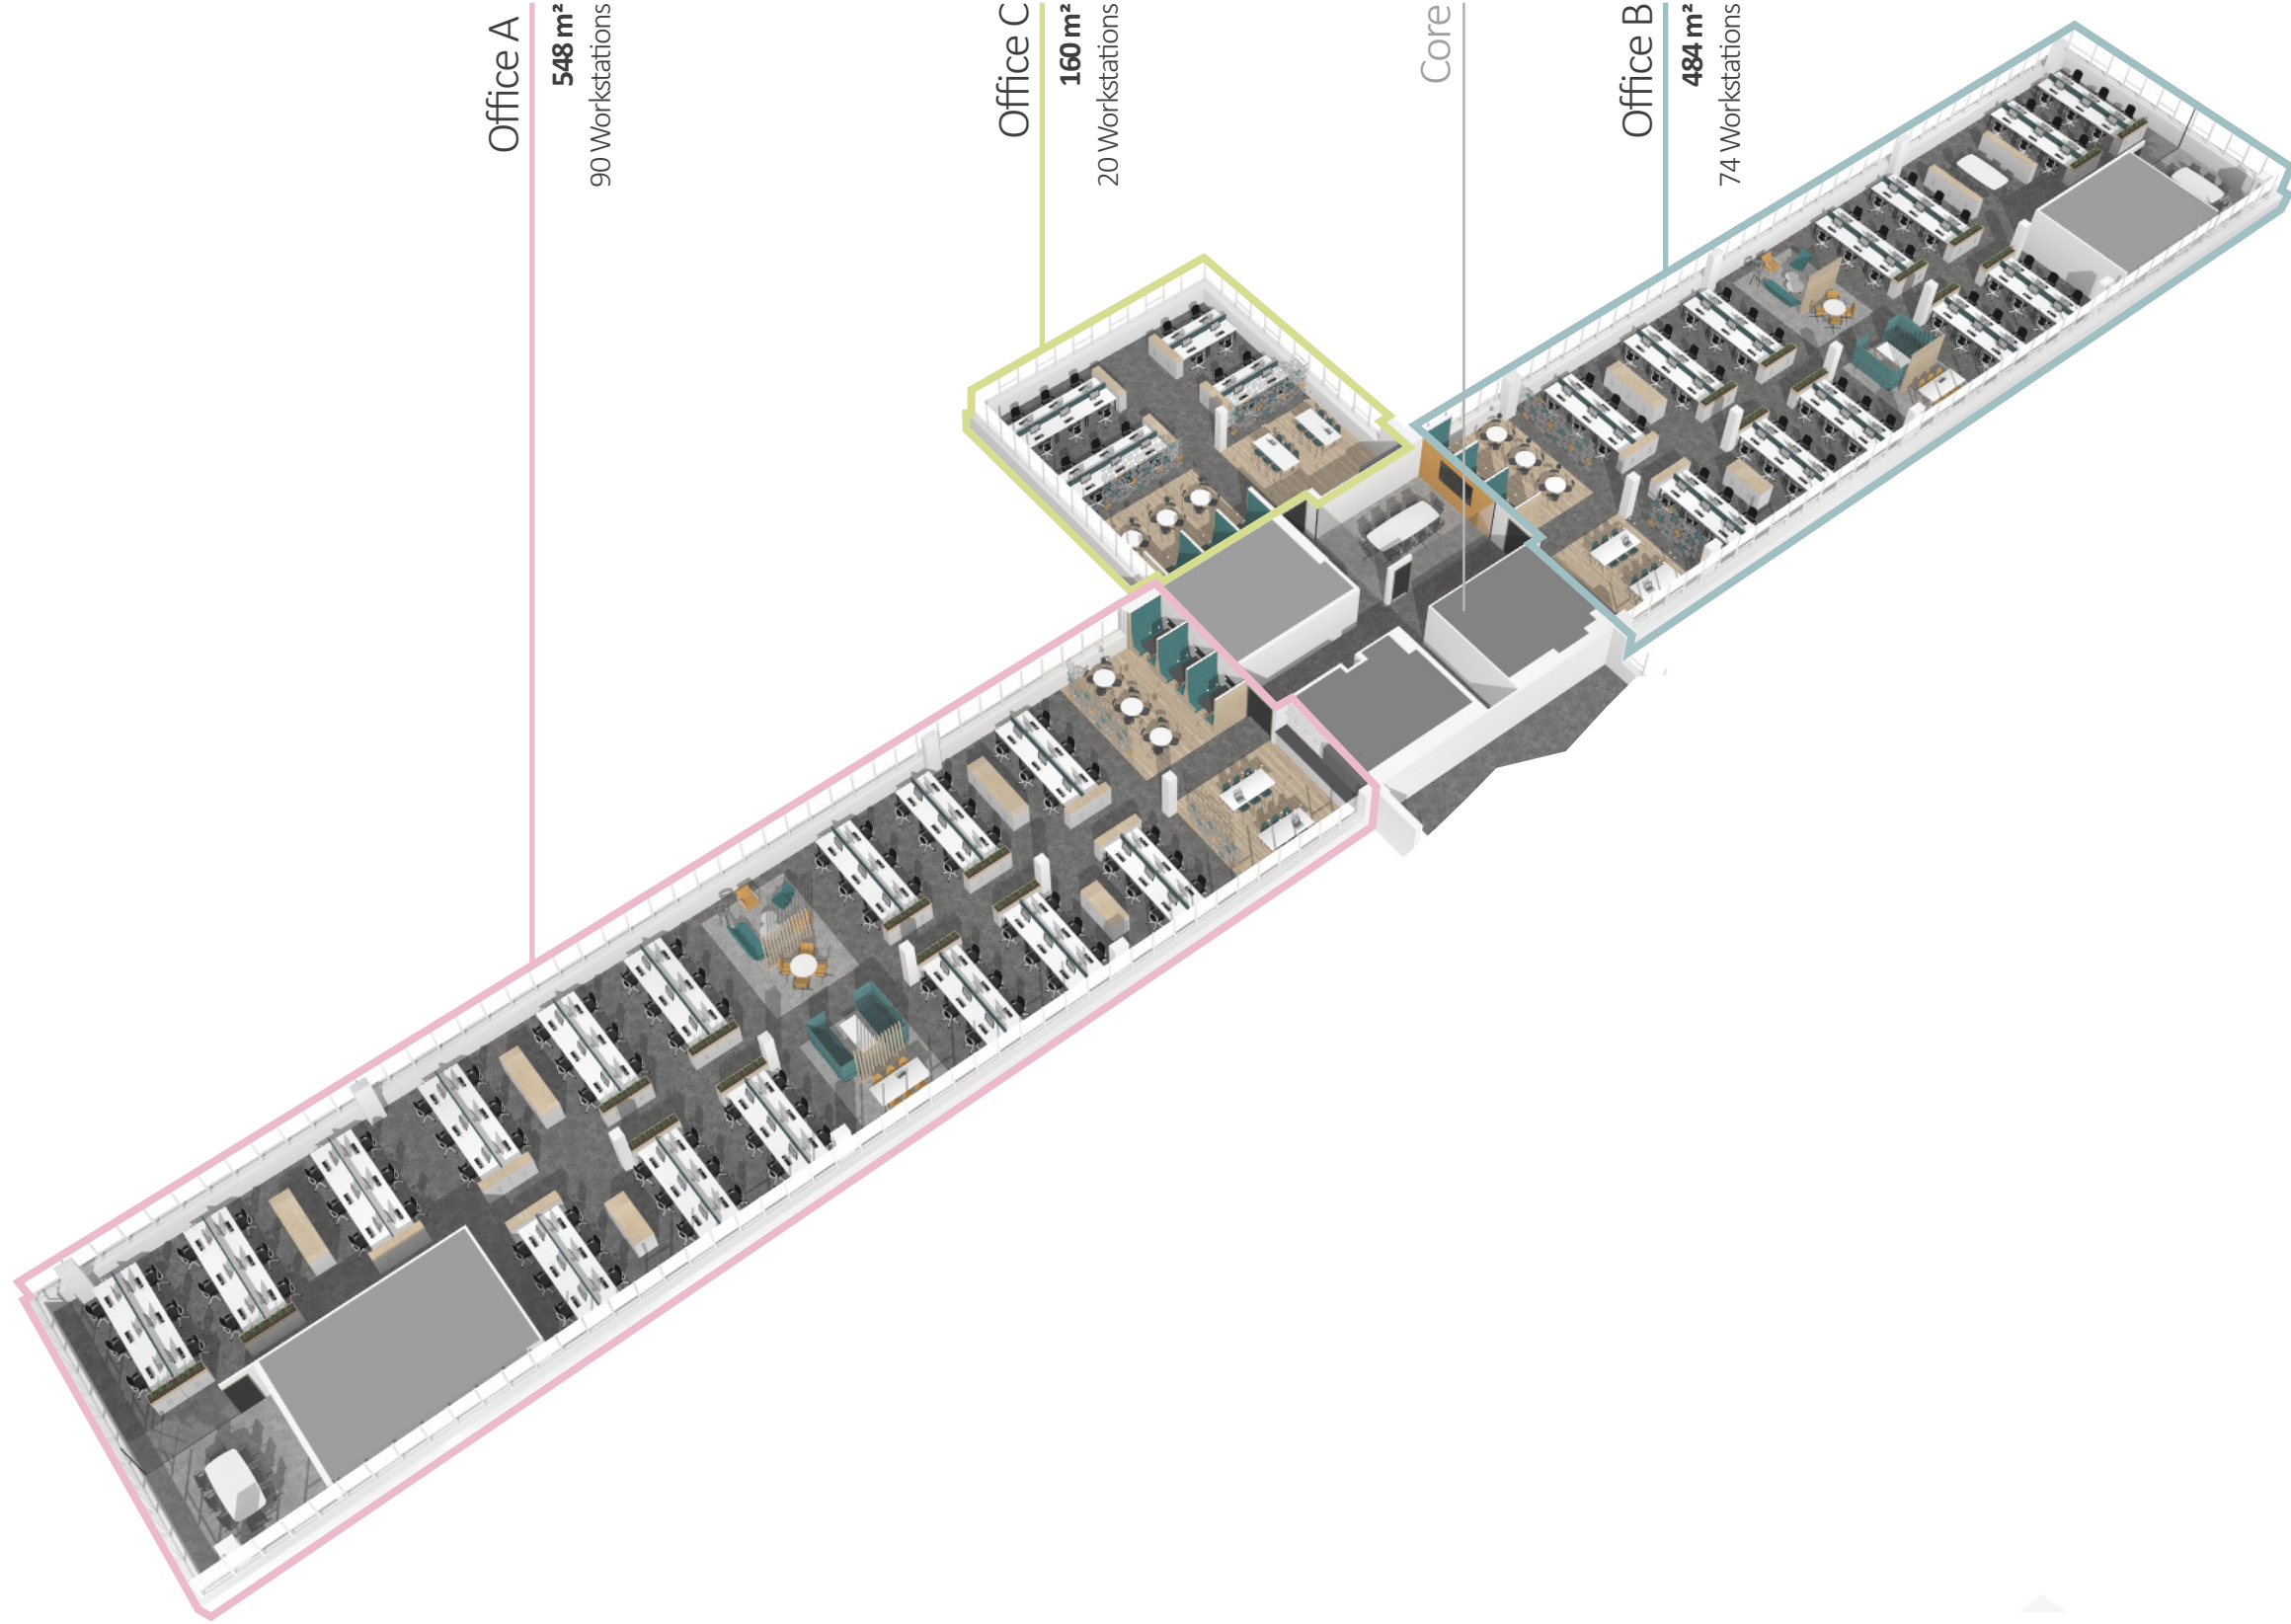 Office A
548 m²
90 Workstations
Office C
160 m²
20 Workstations
Core
Office B
484 m²
74 Workstations